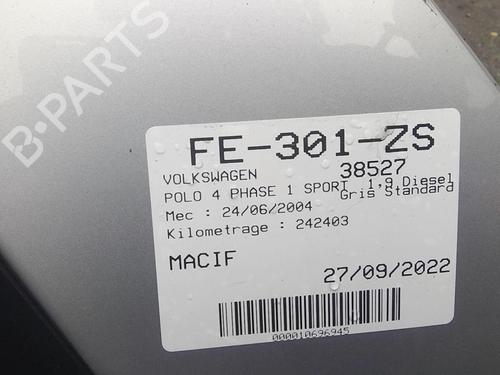 B-PARTS
FE-301-ZS
VOLKSWAGEN 38527
POLO 4 PHASE 1 SPORT 1,9 Diesel
Gris Standard
Mec : 24/06/2004
Kilometrage : 242403
MACIF
27/09/2022
000010696945